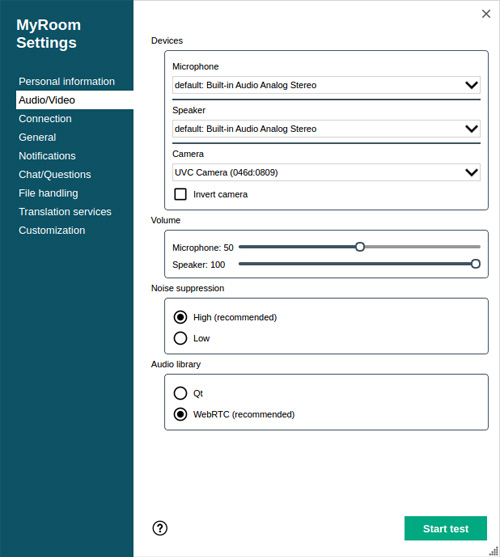 MyRoom
Settings
Personal information
Audio/Video
Connection
General
Notifications
Chat/Questions
File handling
Translation services
Customization
Devices
Microphone
default: Built-in Audio Analog Stereo
Speaker
default: Built-in Audio Analog Stereo
Camera
UVC Camera (046d:0809)
Invert camera
Volume
Microphone: 50
Speaker: 100
Noise suppression
High (recommended)
Low
Audio library
Qt
WebRTC (recommended)
?
Start test